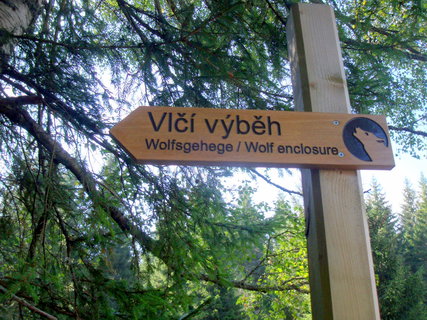 Vlčí výběh
Wolfsgehege / Wolf enclosure